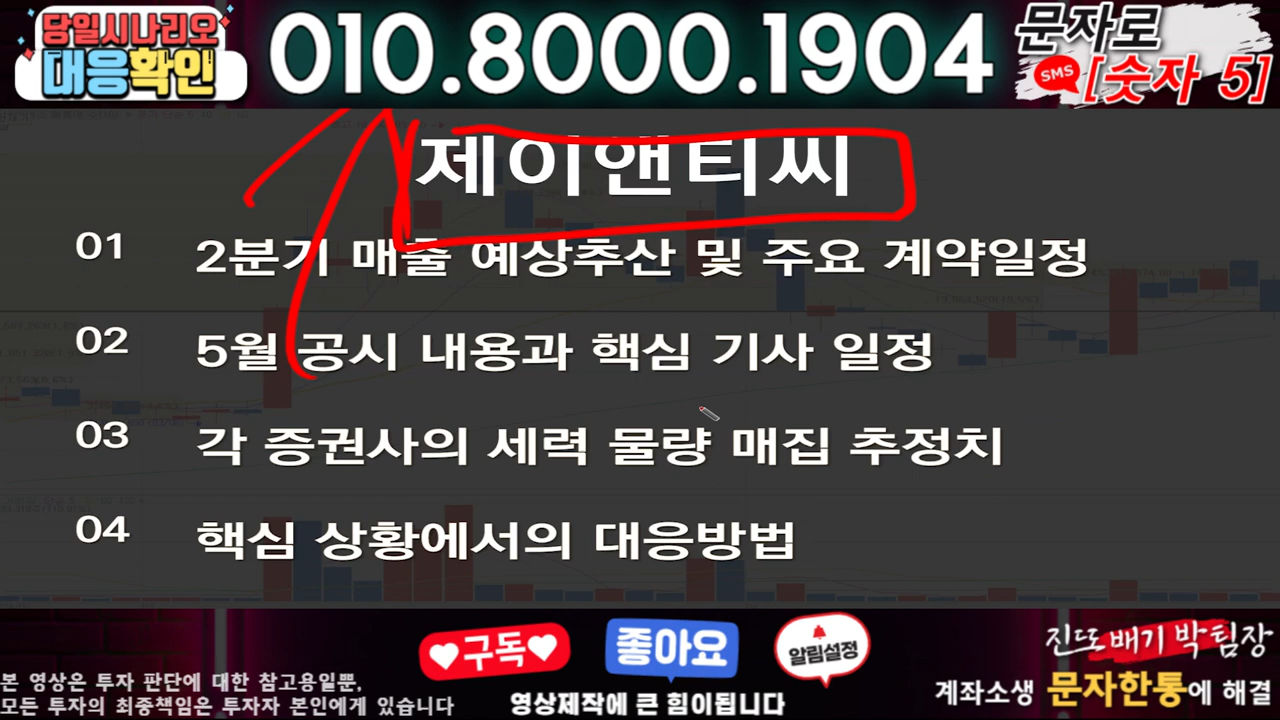 당일시나리오
대응확인
010.8000.1904
문자로
SMS
[숫자 5]
제이앤티씨
01 2분기 매출 예상추산 및 주요 계약일정
02 5월 공시 내용과 핵심 기사 일정
03 각 증권사의 세력 물량 매집 추정치
04 핵심 상황에서의 대응방법
구독
좋아요
알림설정
진또배기 박팀장
본 영상은 투자 판단에 대한 참고용일뿐,
모든 투자의 최종책임은 투자자 본인에게 있습니다
영상제작에 큰 힘이됩니다
계좌소생 문자한통에 해결